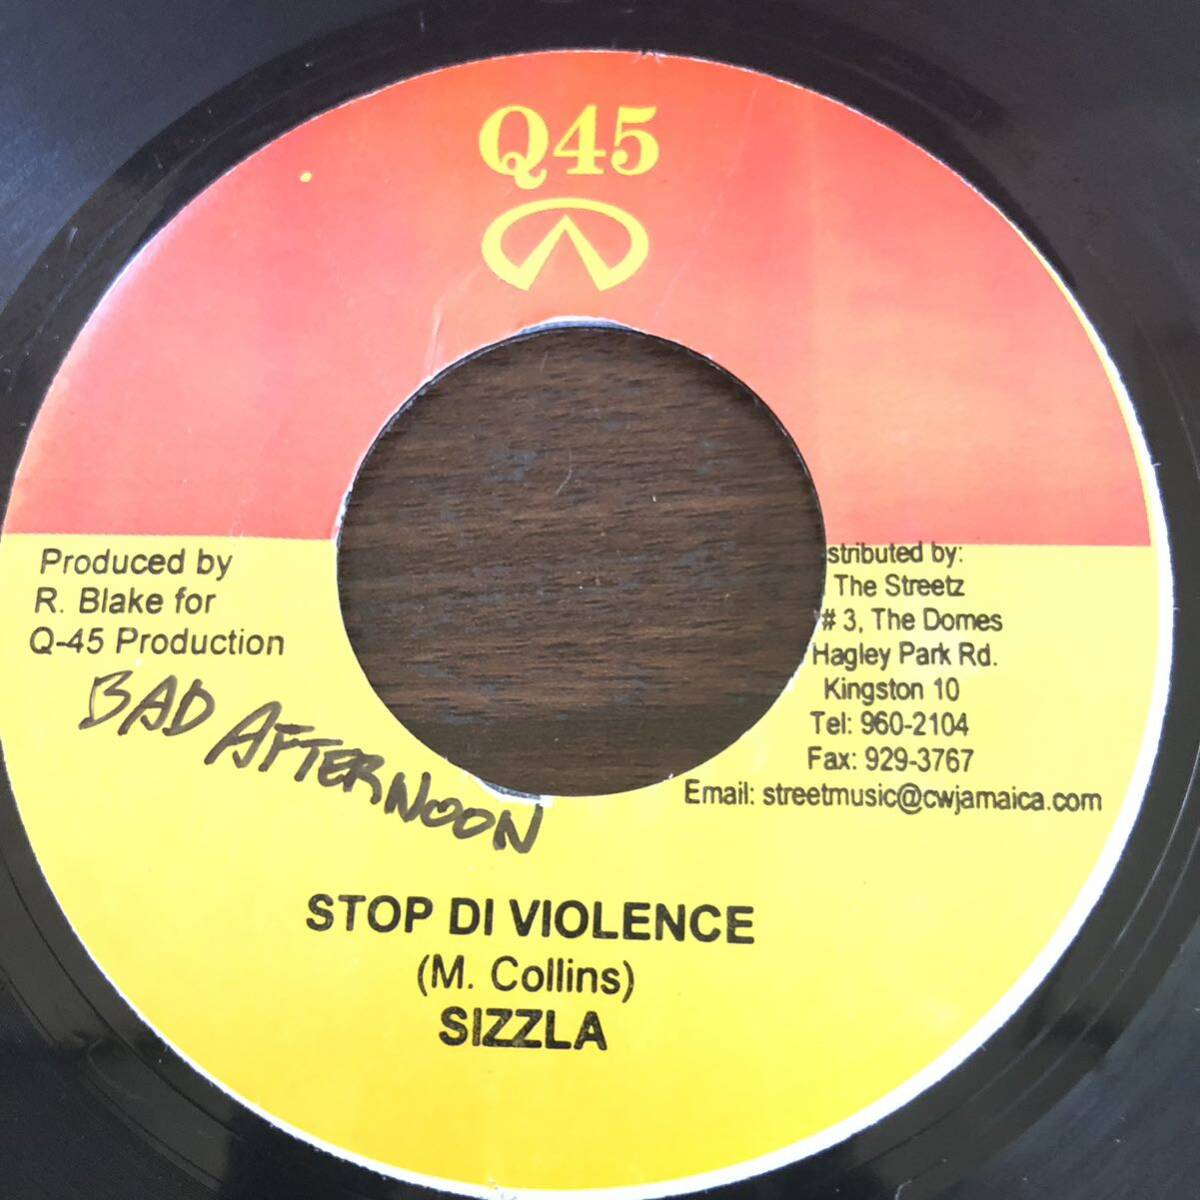 Q45
Produced by
R. Blake for
Q-45 Production
stributed by:
The Streetz
# 3, The Domes
Hagley Park Rd.
Kingston 10
Tel: 960-2104
Fax: 929-3767
Email: streetmusic@cwjamaica.com
BAD AFTERNOON
STOP DI VIOLENCE
(M. Collins)
SIZZLA